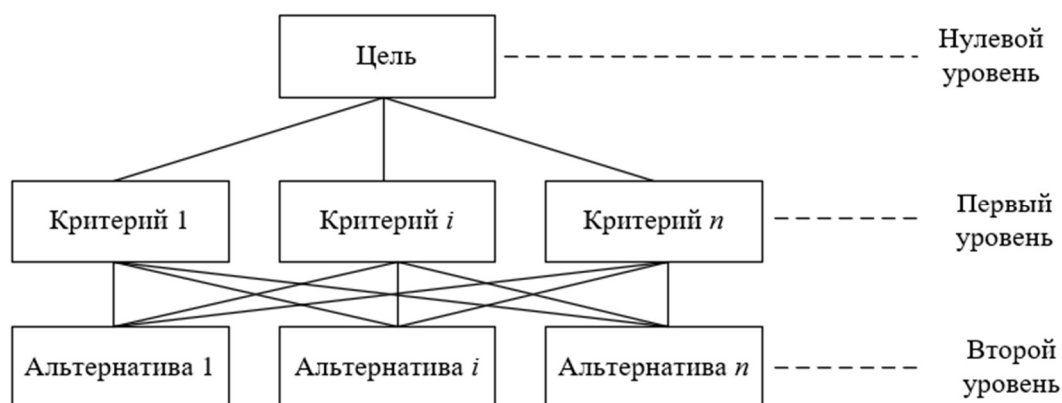 Цель
Нулевой
уровень
Критерий 1
Критерий i
Критерий n
Первый
уровень
Альтернатива 1
Альтернатива i
Альтернатива n
Второй
уровень